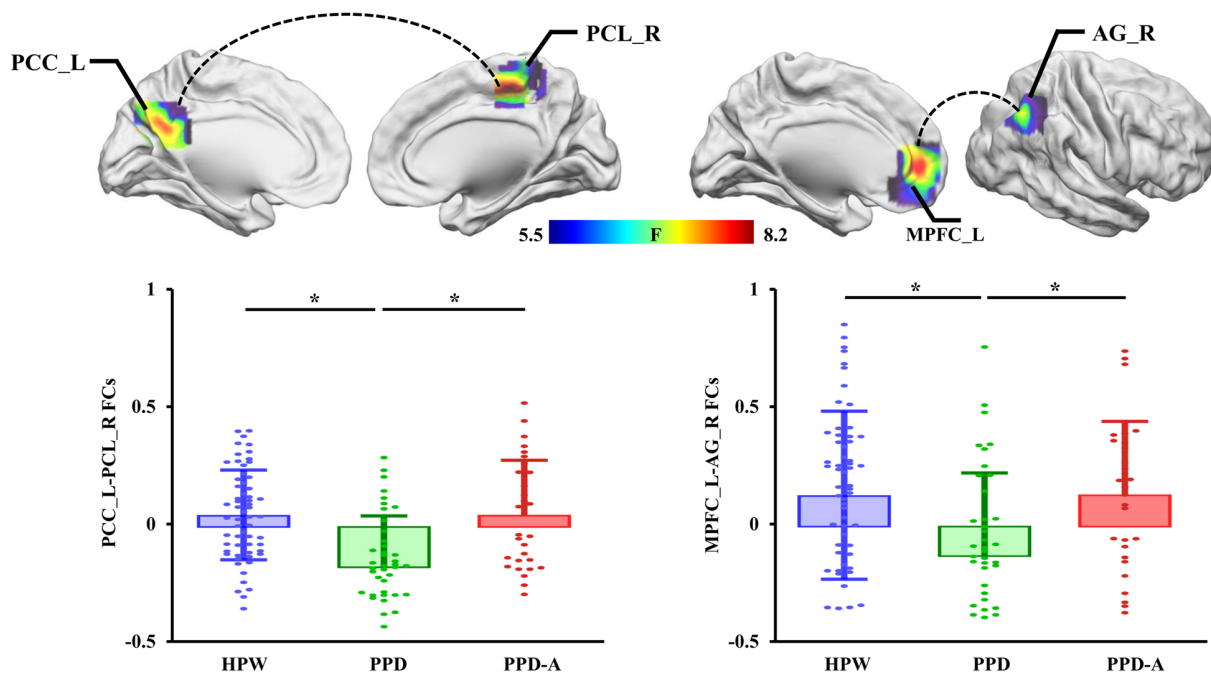 PCC_L
PCL_R
AG_R
MPFC_L
5.5 F 8.2
PCC_L-PCL_R FCs
1
0.5
0
-0.5
* *
HPW PPD PPD-A
MPFC_L-AG_R FCs
1
0.5
0
-0.5
* *
HPW PPD PPD-A